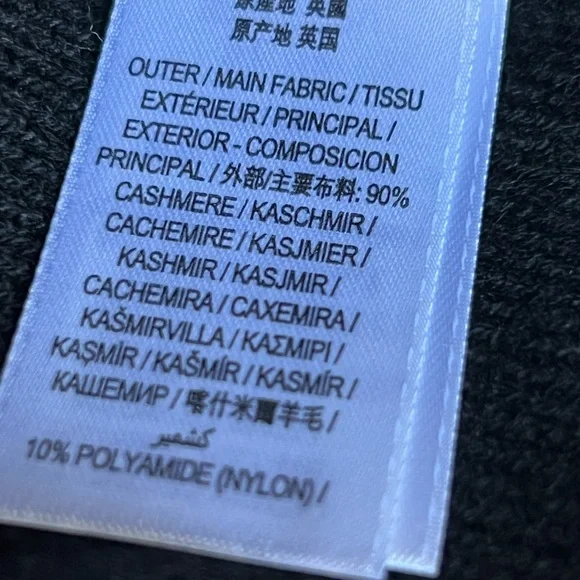 原產地 英國
原产地 英国
OUTER / MAIN FABRIC / TISSU
EXTÉRIEUR / PRINCIPAL /
EXTERIOR - COMPOSICION
PRINCIPAL / 外部/主要布料: 90%
CASHMERE / KASCHMIR /
CACHEMIRE / KASJMIER /
KASHMIR / KASJMIR /
CACHEMIRA / CAXEMIRA /
KAŠMIRVILLA / ΚΑΣΜΙΡΙ /
KAŞMİR / KAŠMÍR / KASMÍR /
КАШЕМИР / 喀什米爾羊毛 /
كشمير
10% POLYAMIDE (NYLON) /